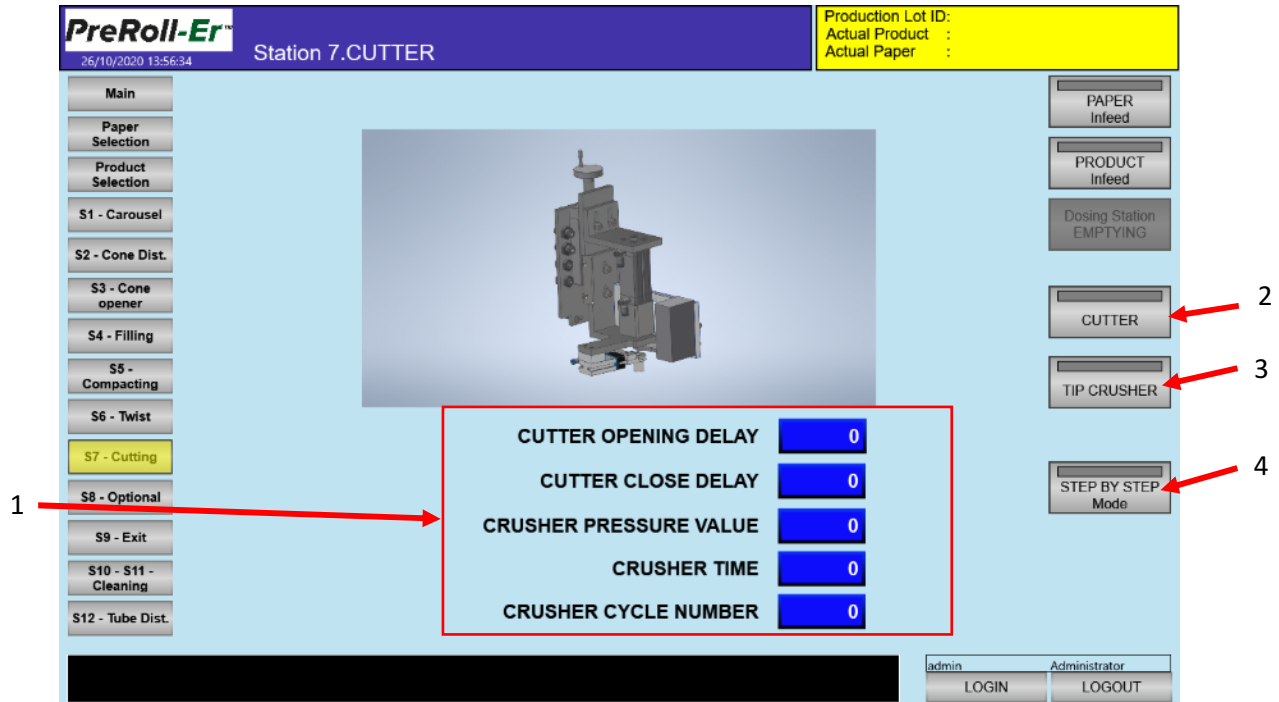 PreRoll-Er™
26/10/2020 13:56:34
Station 7.CUTTER
Production Lot ID:
Actual Product :
Actual Paper :
Main
Paper
Selection
Product
Selection
S1 - Carousel
S2 - Cone Dist.
S3 - Cone
opener
S4 - Filling
S5 -
Compacting
S6 - Twist
S7 - Cutting
S8 - Optional
S9 - Exit
S10 - S11 -
Cleaning
S12 - Tube Dist.
1
CUTTER OPENING DELAY 0
CUTTER CLOSE DELAY 0
CRUSHER PRESSURE VALUE 0
CRUSHER TIME 0
CRUSHER CYCLE NUMBER 0
PAPER
Infeed
PRODUCT
Infeed
Dosing Station
EMPTYING
CUTTER
2
TIP CRUSHER
3
STEP BY STEP
Mode
4
admin Administrator
LOGIN LOGOUT